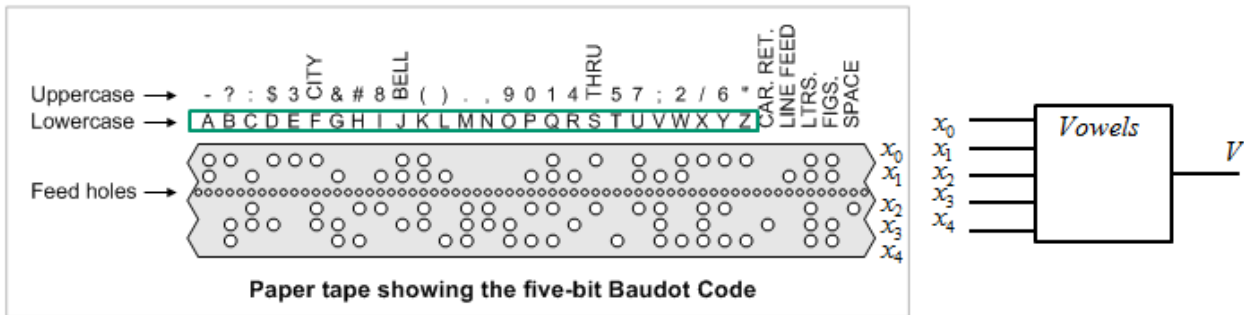 CITY BELL THRU CAR. RET. LINE FEED LTRS. FIGS. SPACE
Uppercase - ? : $ 3 & # 8 ( ) . , 9 0 1 4 5 7 ; 2 / 6 "
Lowercase A B C D E F G H I J K L M N O P Q R S T U V W X Y Z
x0
x1
Feed holes
x2
x3
x4
Paper tape showing the five-bit Baudot Code
x0
x1
x2
x3
x4
Vowels
V